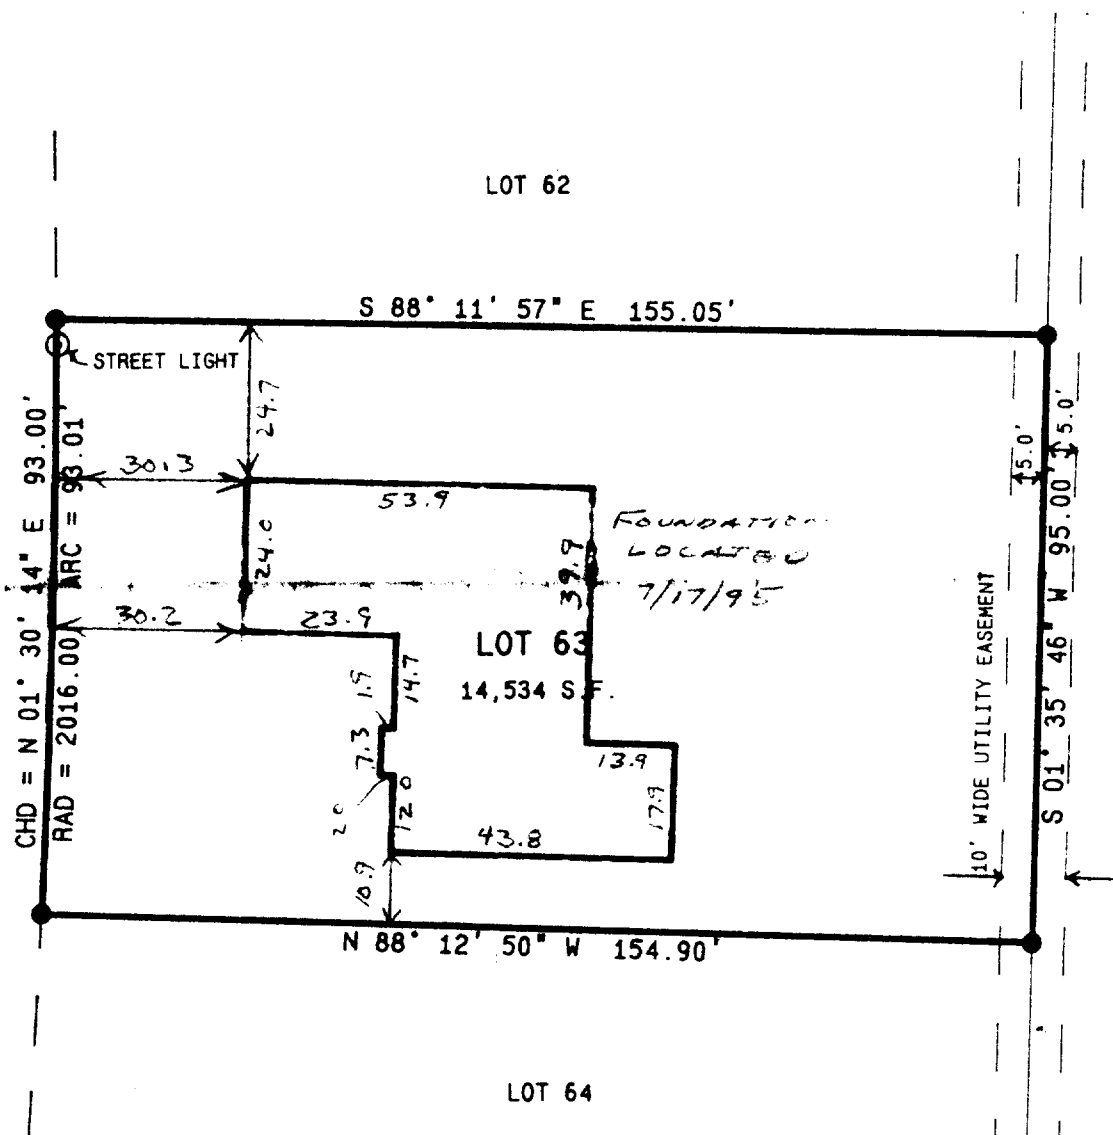 LOT 62
S 88° 11' 57" E 155.05'
STREET LIGHT
24.7
CHD = N 01° 30' 14" E 93.00'
ARC = 93.01'
RAD = 2016.00'
30.3
53.9
24.0
39.9
FOUNDATION
LOCATED
7/17/95
30.2
23.9
LOT 63
14,534 S.F.
1.9
14.7
7.3
13.9
17.9
2.0
12.0
43.8
10.9
5.0'
5.0'
S 01° 35' 46" W 95.00'
10' WIDE UTILITY EASEMENT
N 88° 12' 50" W 154.90'
LOT 64